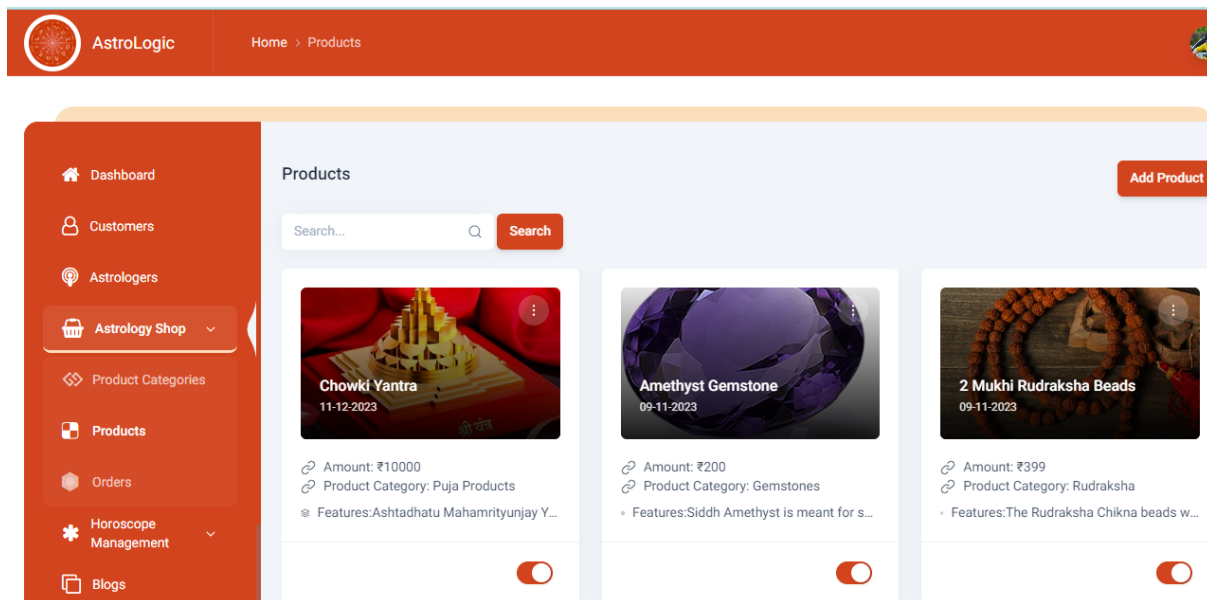 AstroLogic
Home > Products
Dashboard
Customers
Astrologers
Astrology Shop
Product Categories
Products
Orders
Horoscope
Management
Blogs
Products
Add Product
Search...
Search
Chowki Yantra
11-12-2023
श्री यंत्र
Amount: ₹10000
Product Category: Puja Products
Features:Ashtadhatu Mahamrityunjay Y...
Amethyst Gemstone
09-11-2023
Amount: ₹200
Product Category: Gemstones
Features:Siddh Amethyst is meant for s...
2 Mukhi Rudraksha Beads
09-11-2023
Amount: ₹399
Product Category: Rudraksha
Features:The Rudraksha Chikna beads w...